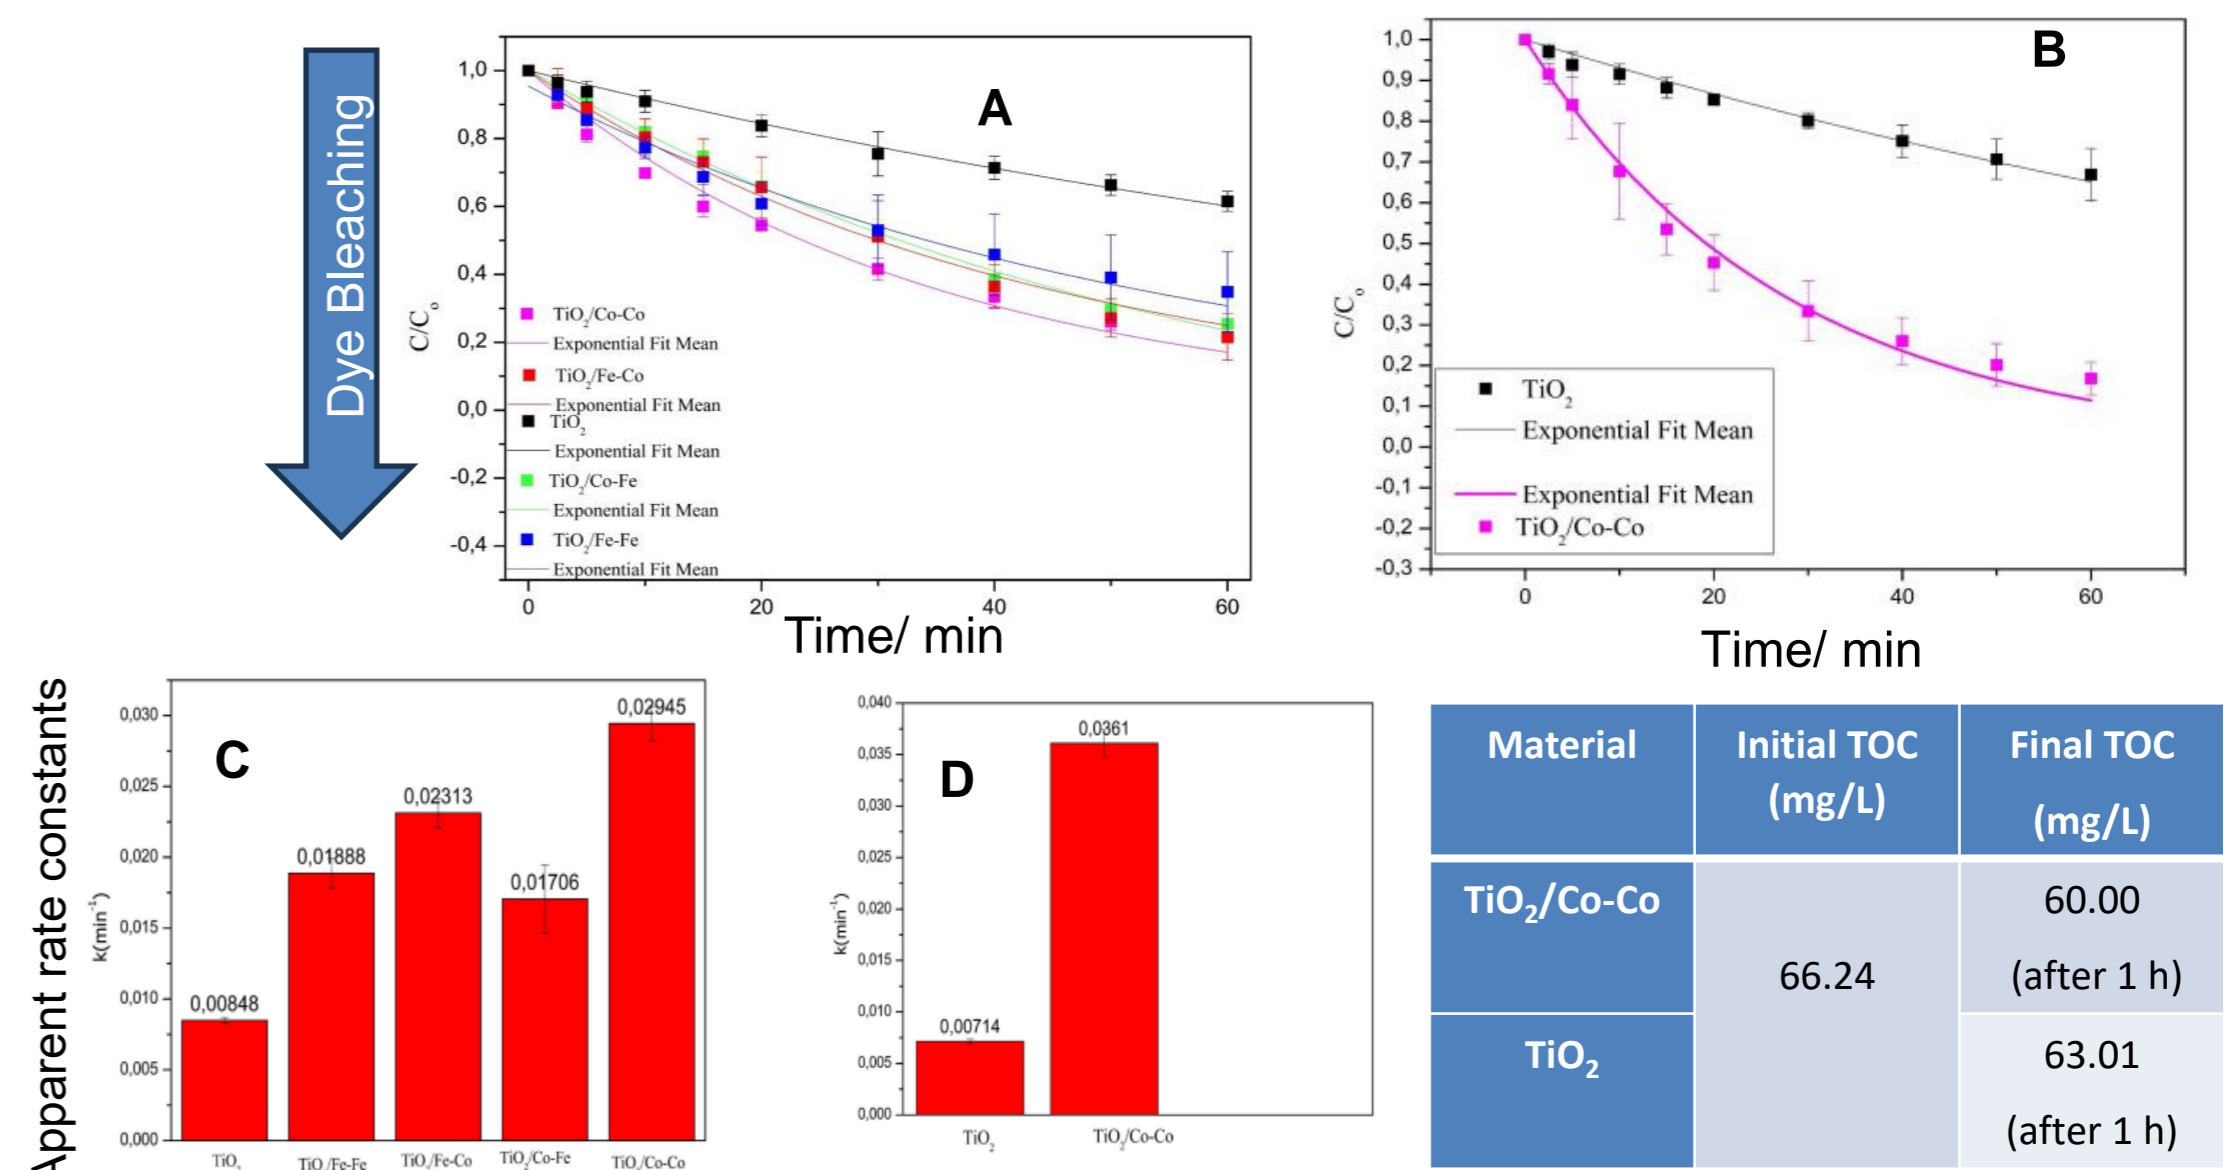 Dye Bleaching
A
1,0
0,8
0,6
0,4
0,2
0,0
-0,2
-0,4
C/C₀
TiO₂/Co-Co
Exponential Fit Mean
TiO₂/Fe-Co
Exponential Fit Mean
TiO₂
Exponential Fit Mean
TiO₂/Co-Fe
Exponential Fit Mean
TiO₂/Fe-Fe
Exponential Fit Mean
0 20 40 60
Time/ min
B
1,0
0,9
0,8
0,7
0,6
0,5
0,4
0,3
0,2
0,1
0,0
-0,1
-0,2
-0,3
C/C₀
TiO₂
Exponential Fit Mean
Exponential Fit Mean
TiO₂/Co-Co
0 20 40 60
Time/ min
Apparent rate constants
C
0,030
0,025
0,020
0,015
0,010
0,005
0,000
k(min⁻¹)
0,00848
0,01888
0,02313
0,01706
0,02945
TiO₂ TiO₂/Fe-Fe TiO₂/Fe-Co TiO₂/Co-Fe TiO₂/Co-Co
D
0,040
0,035
0,030
0,025
0,020
0,015
0,010
0,005
0,000
k(min⁻¹)
0,00714
0,0361
TiO₂ TiO₂/Co-Co
Material
Initial TOC
(mg/L)
Final TOC
(mg/L)
TiO₂/Co-Co
66.24
60.00
(after 1 h)
TiO₂
63.01
(after 1 h)